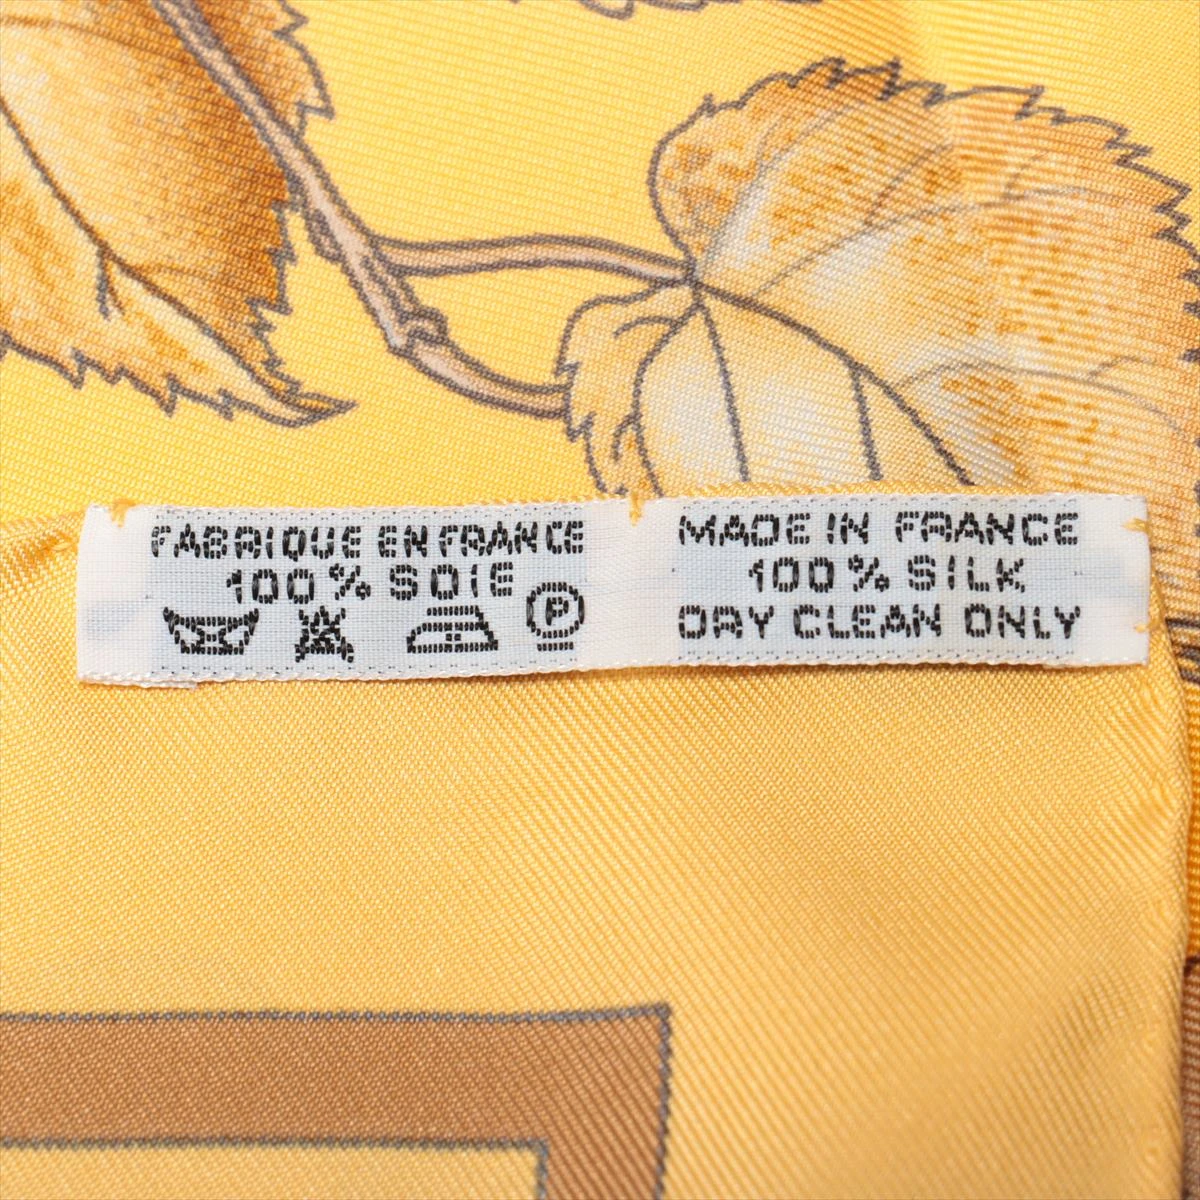 FABRIQUE EN FRANCE
100% SOIE
P
MADE IN FRANCE
100% SILK
DRY CLEAN ONLY